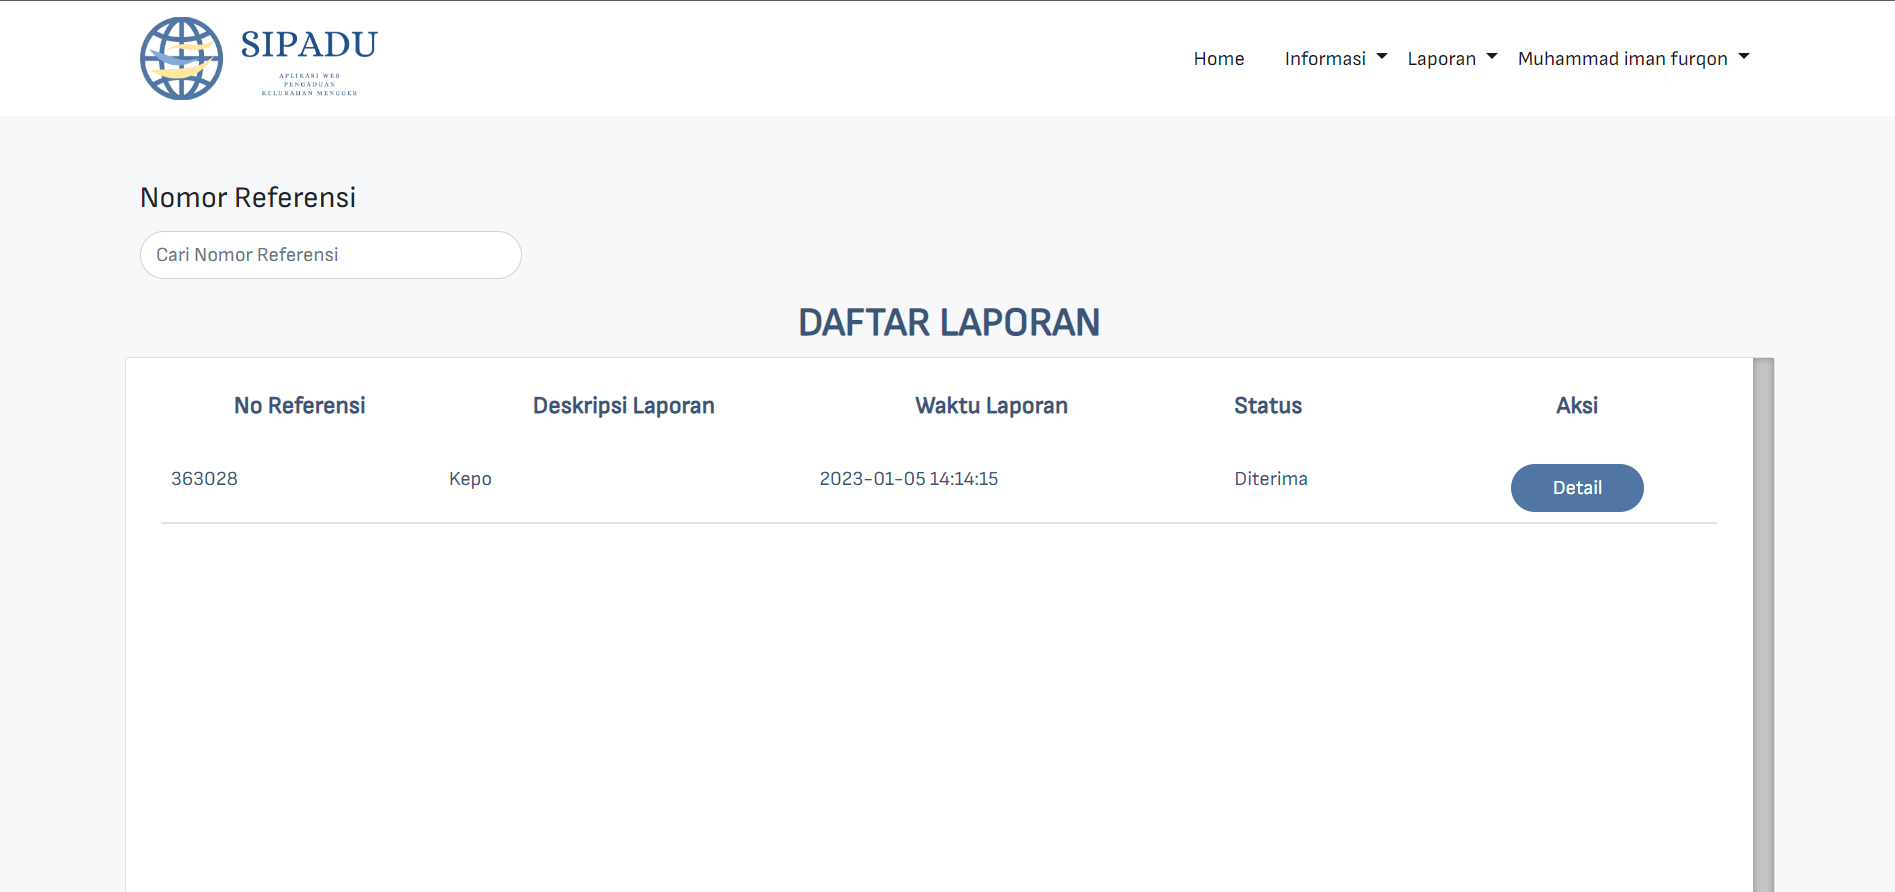 SIPADU
APLIKASI WEB
PENGADUAN
KELURAHAN MENGGER
Home Informasi Laporan Muhammad iman furqon
Nomor Referensi
Cari Nomor Referensi
DAFTAR LAPORAN
No Referensi Deskripsi Laporan Waktu Laporan Status Aksi
363028 Kepo 2023-01-05 14:14:15 Diterima Detail